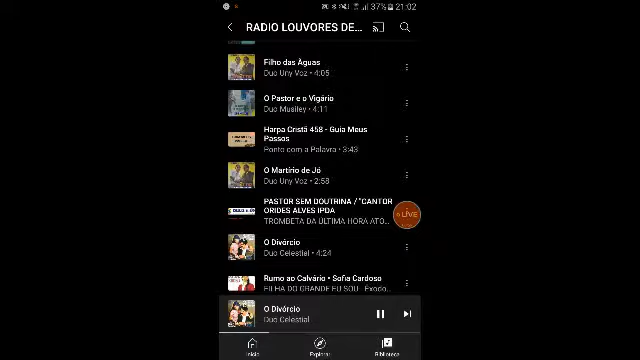 37% 21:02
RADIO LOUVORES DE...
Filho das Águas
Duo Uny Voz • 4:05
O Pastor e o Vigário
Duo Musiley • 4:11
Harpa Cristã 458 - Guia Meus
Passos
Ponto com a Palavra • 3:43
O Martírio de Jó
Duo Uny Voz • 2:58
PASTOR SEM DOUTRINA / "CANTOR
ORIDES ALVES IPDA
TROMBETA DA ÚLTIMA HORA ATO...
LIVE
O Divórcio
Duo Celestial • 4:24
Rumo ao Calvário • Sofia Cardoso
FILHA DO GRANDE EU SOU - Êxodo
O Divórcio
Duo Celestial
Início
Explorar
Biblioteca